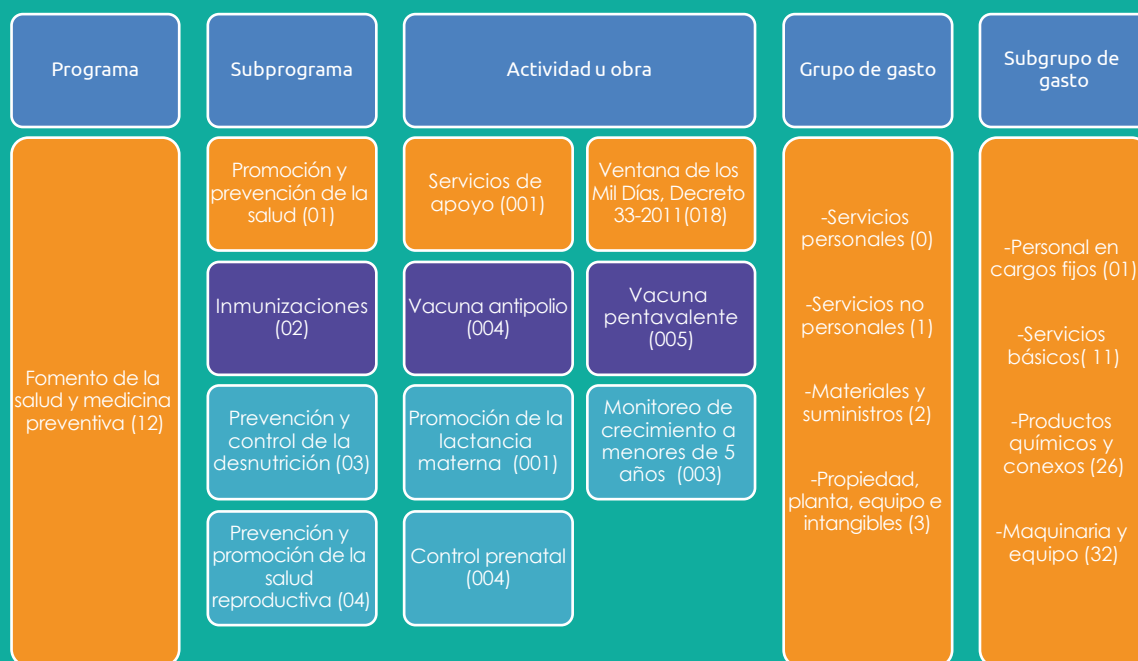 Programa
Subprograma
Actividad u obra
Grupo de gasto
Subgrupo de
gasto
Fomento de la
salud y medicina
preventiva (12)
Promoción y
prevención de la
salud (01)
Servicios de
apoyo (001)
Ventana de los
Mil Días, Decreto
33-2011(018)
Inmunizaciones
(02)
Vacuna antipolio
(004)
Vacuna
pentavalente
(005)
Prevención y
control de la
desnutrición (03)
Promoción de la
lactancia
materna (001)
Monitoreo de
crecimiento a
menores de 5
años (003)
Prevención y
promoción de la
salud
reproductiva (04)
Control prenatal
(004)
-Servicios
personales (0)
-Servicios no
personales (1)
-Materiales y
suministros (2)
-Propiedad,
planta, equipo e
intangibles (3)
-Personal en
cargos fijos (01)
-Servicios
básicos( 11)
-Productos
químicos y
conexos (26)
-Maquinaria y
equipo (32)